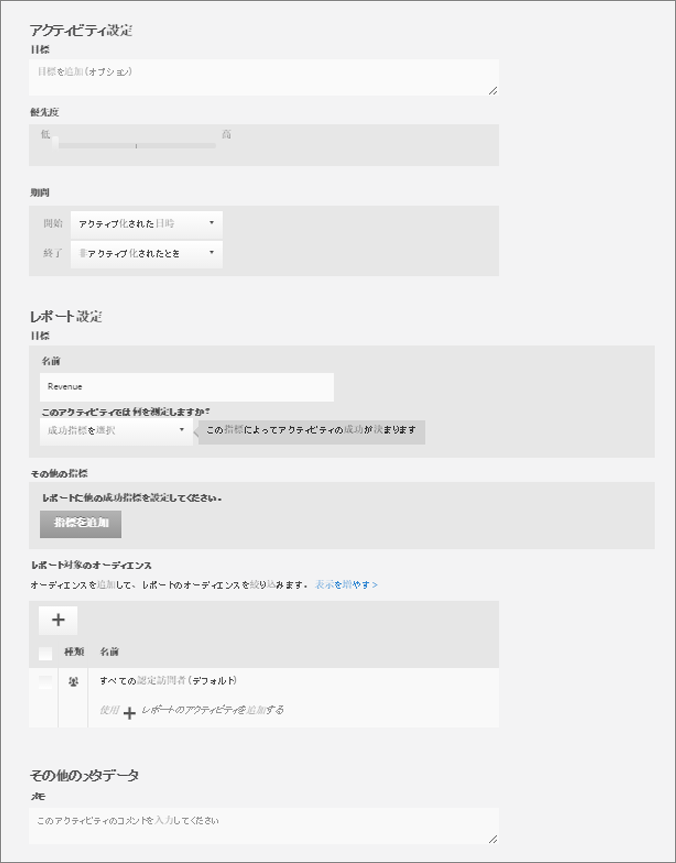 アクティビティ設定
目標
目標を追加(オプション)
優先度
低 高
期間
開始 アクティブ化された日時
終了 非アクティブ化されたとを
レポート設定
目標
名前
Revenue
このアクティビティでは何を測定しますか?
成功指標を選択 この指標によってアクティビティの成功が決まります
その他の指標
レポートに他の成功指標を設定してください。
指標を追加
レポート対象のオーディエンス
オーディエンスを追加して、レポートのオーディエンスを絞り込みます。 表示を増やす >
+
種類 名前
すべての認定訪問者(デフォルト)
使用 + レポートのアクティビティを追加する
その他のメタデータ
メモ
このアクティビティのコメントを入力してください